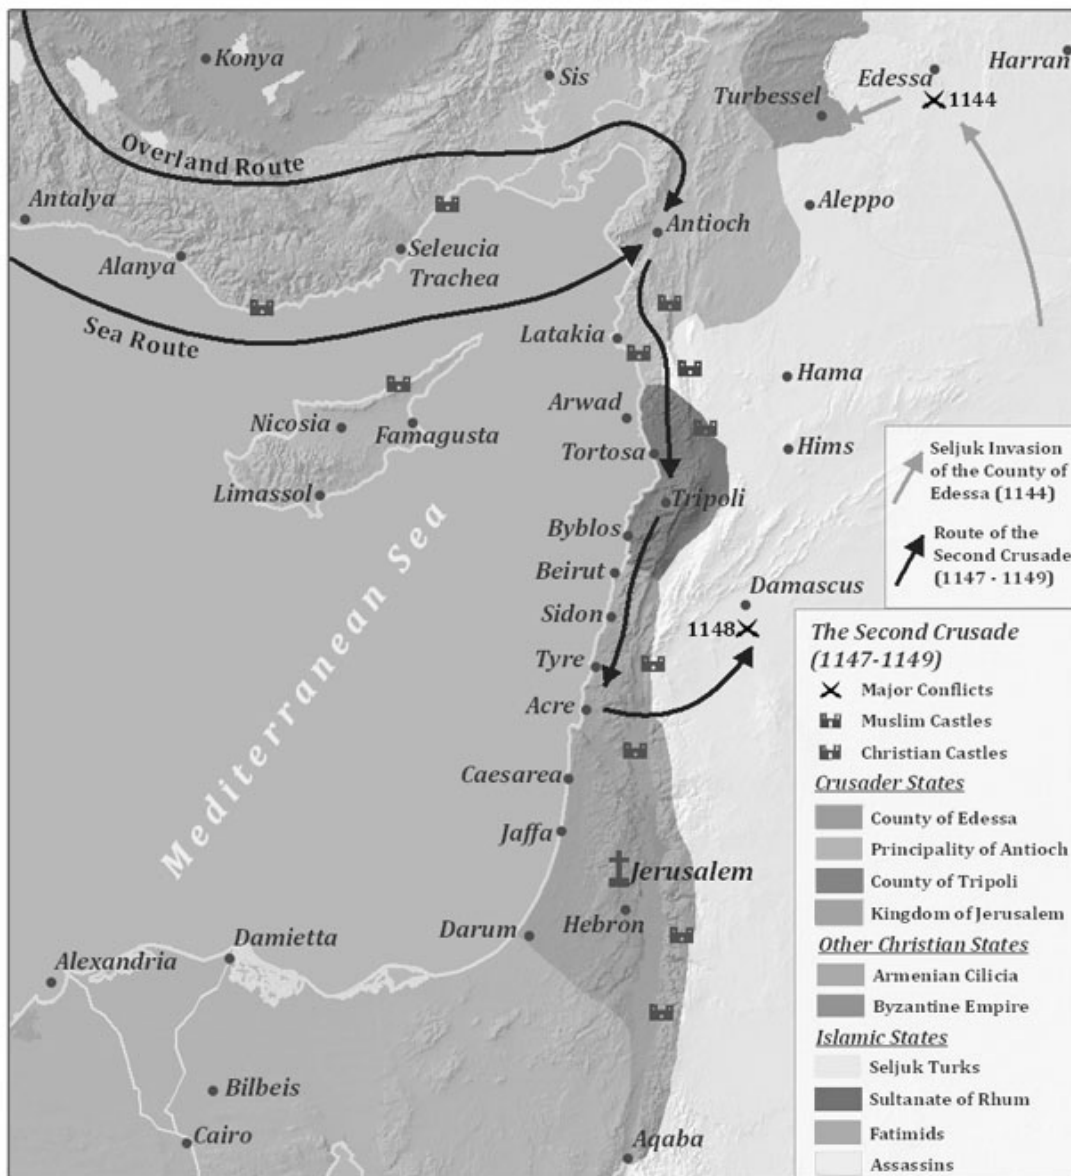 Konya
Sis
Edessa
Harran
Turbessel
1144
Overland Route
Antalya
Aleppo
Antioch
Alanya
Seleucia
Trachea
Sea Route
Latakia
Hama
Arwad
Nicosia
Famagusta
Tortosa
Hims
Limassol
Tripoli
Byblos
Beirut
Damascus
Sidon
1148
Tyre
Acre
Mediterranean Sea
Caesarea
Jaffa
Jerusalem
Hebron
Darum
Damietta
Alexandria
Bilbeis
Cairo
Aqaba
Seljuk Invasion
of the County of
Edessa (1144)
Route of the
Second Crusade
(1147 - 1149)
The Second Crusade
(1147-1149)
Major Conflicts
Muslim Castles
Christian Castles
Crusader States
County of Edessa
Principality of Antioch
County of Tripoli
Kingdom of Jerusalem
Other Christian States
Armenian Cilicia
Byzantine Empire
Islamic States
Seljuk Turks
Sultanate of Rhum
Fatimids
Assassins